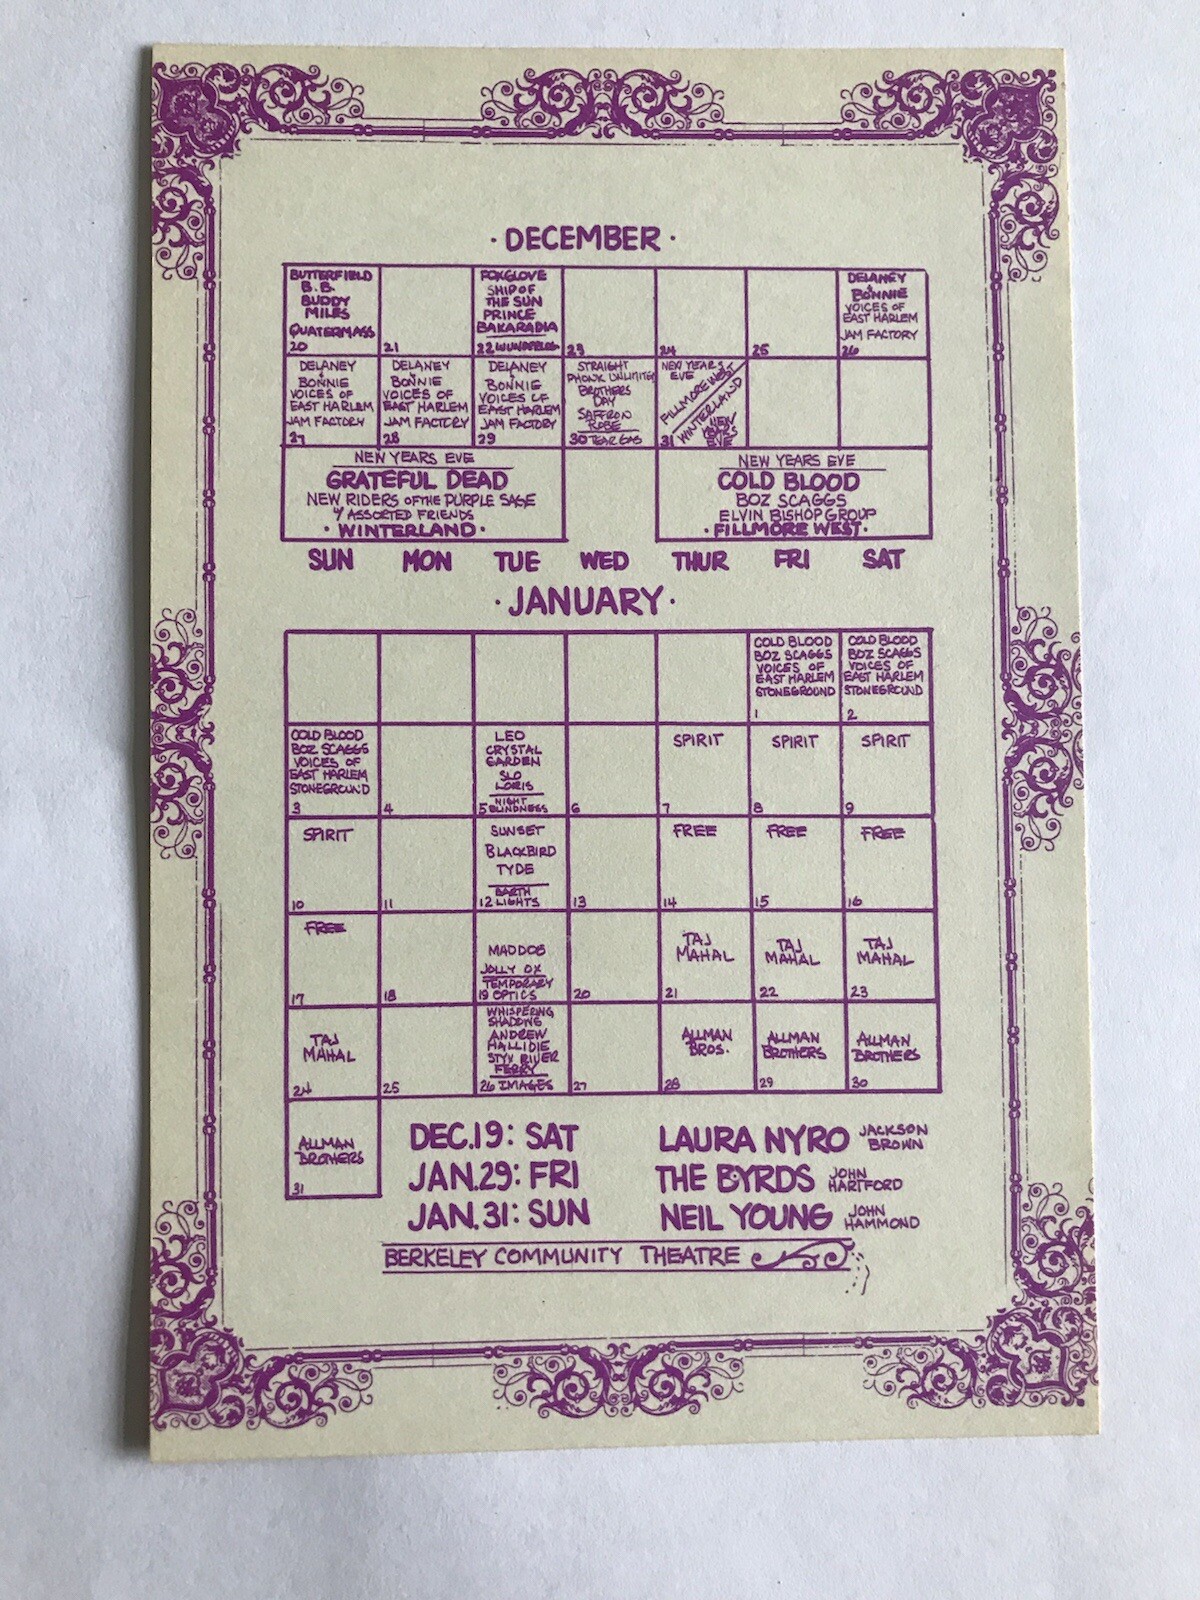 · DECEMBER ·
BUTTERFIELD
B.B.
BUDDY
MILES
QUATERMASS
20
21
FOXGLOVE
SHIP OF
THE SUN
PRINCE
BAKARADIA
22
23
24
25
DELANEY
&
BONNIE
VOICES OF
EAST HARLEM
JAM FACTORY
26
DELANEY
&
BONNIE
VOICES OF
EAST HARLEM
JAM FACTORY
27
DELANEY
&
BONNIE
VOICES OF
EAST HARLEM
JAM FACTORY
28
DELANEY
&
BONNIE
VOICES OF
EAST HARLEM
JAM FACTORY
29
STRAIGHT
PHUNK UNLIMITED
BROTHERS
DAY
SAFFRON
ROBE
30 TEAR GAS
NEW YEARS
EVE
FILLMORE WEST
WINTERLAND
NEW
YEARS
EVE
31
NEW YEARS EVE
GRATEFUL DEAD
NEW RIDERS OF THE PURPLE SAGE
W/ ASSORTED FRIENDS
· WINTERLAND ·
NEW YEARS EVE
COLD BLOOD
BOZ SCAGGS
ELVIN BISHOP GROUP
· FILLMORE WEST ·
SUN MON TUE WED THUR FRI SAT
· JANUARY ·
COLD BLOOD
BOZ SCAGGS
VOICES OF
EAST HARLEM
STONEGROUND
1
COLD BLOOD
BOZ SCAGGS
VOICES OF
EAST HARLEM
STONEGROUND
2
COLD BLOOD
BOZ SCAGGS
VOICES OF
EAST HARLEM
STONEGROUND
3
4
LEO
CRYSTAL
GARDEN
SLO
LORIS
NIGHT
5 BLINDNESS
6
SPIRIT
7
SPIRIT
8
SPIRIT
9
SPIRIT
10
11
SUNSET
BLACKBIRD
TYDE
EARTH
12 LIGHTS
13
FREE
14
FREE
15
FREE
16
FREE
17
18
MADDOG
JOLLY OX
TEMPORARY
19 OPTICS
20
TAJ
MAHAL
21
TAJ
MAHAL
22
TAJ
MAHAL
23
TAJ
MAHAL
24
25
WHISPERING
SHADOWS
ANDREW
HALLIDIE
STYX RIVER
FERRY
26 IMAGES
27
ALLMAN
BROS.
28
ALLMAN
BROTHERS
29
ALLMAN
BROTHERS
30
ALLMAN
BROTHERS
31
DEC.19: SAT LAURA NYRO JACKSON BROWN
JAN.29: FRI THE BYRDS JOHN HARTFORD
JAN.31: SUN NEIL YOUNG JOHN HAMMOND
BERKELEY COMMUNITY THEATRE